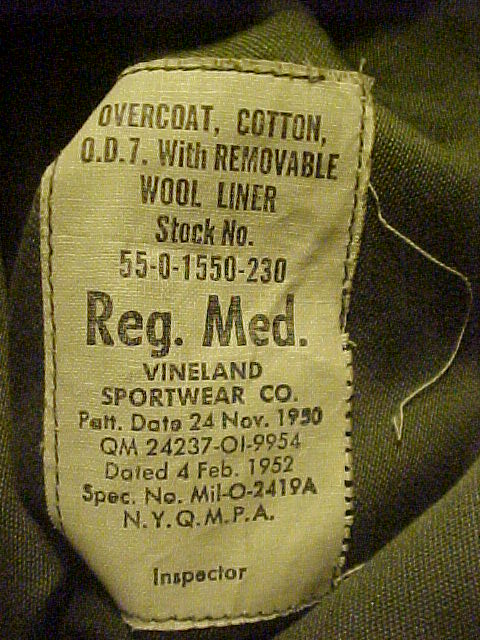 OVERCOAT, COTTON,
O.D.7. With REMOVABLE
WOOL LINER
Stock No.
55-0-1550-230
Reg. Med.
VINELAND
SPORTWEAR CO.
Patt. Date 24 Nov. 1950
QM 24237-OI-9954
Dated 4 Feb. 1952
Spec. No. Mil-O-2419A
N.Y.Q.M.P.A.
Inspector